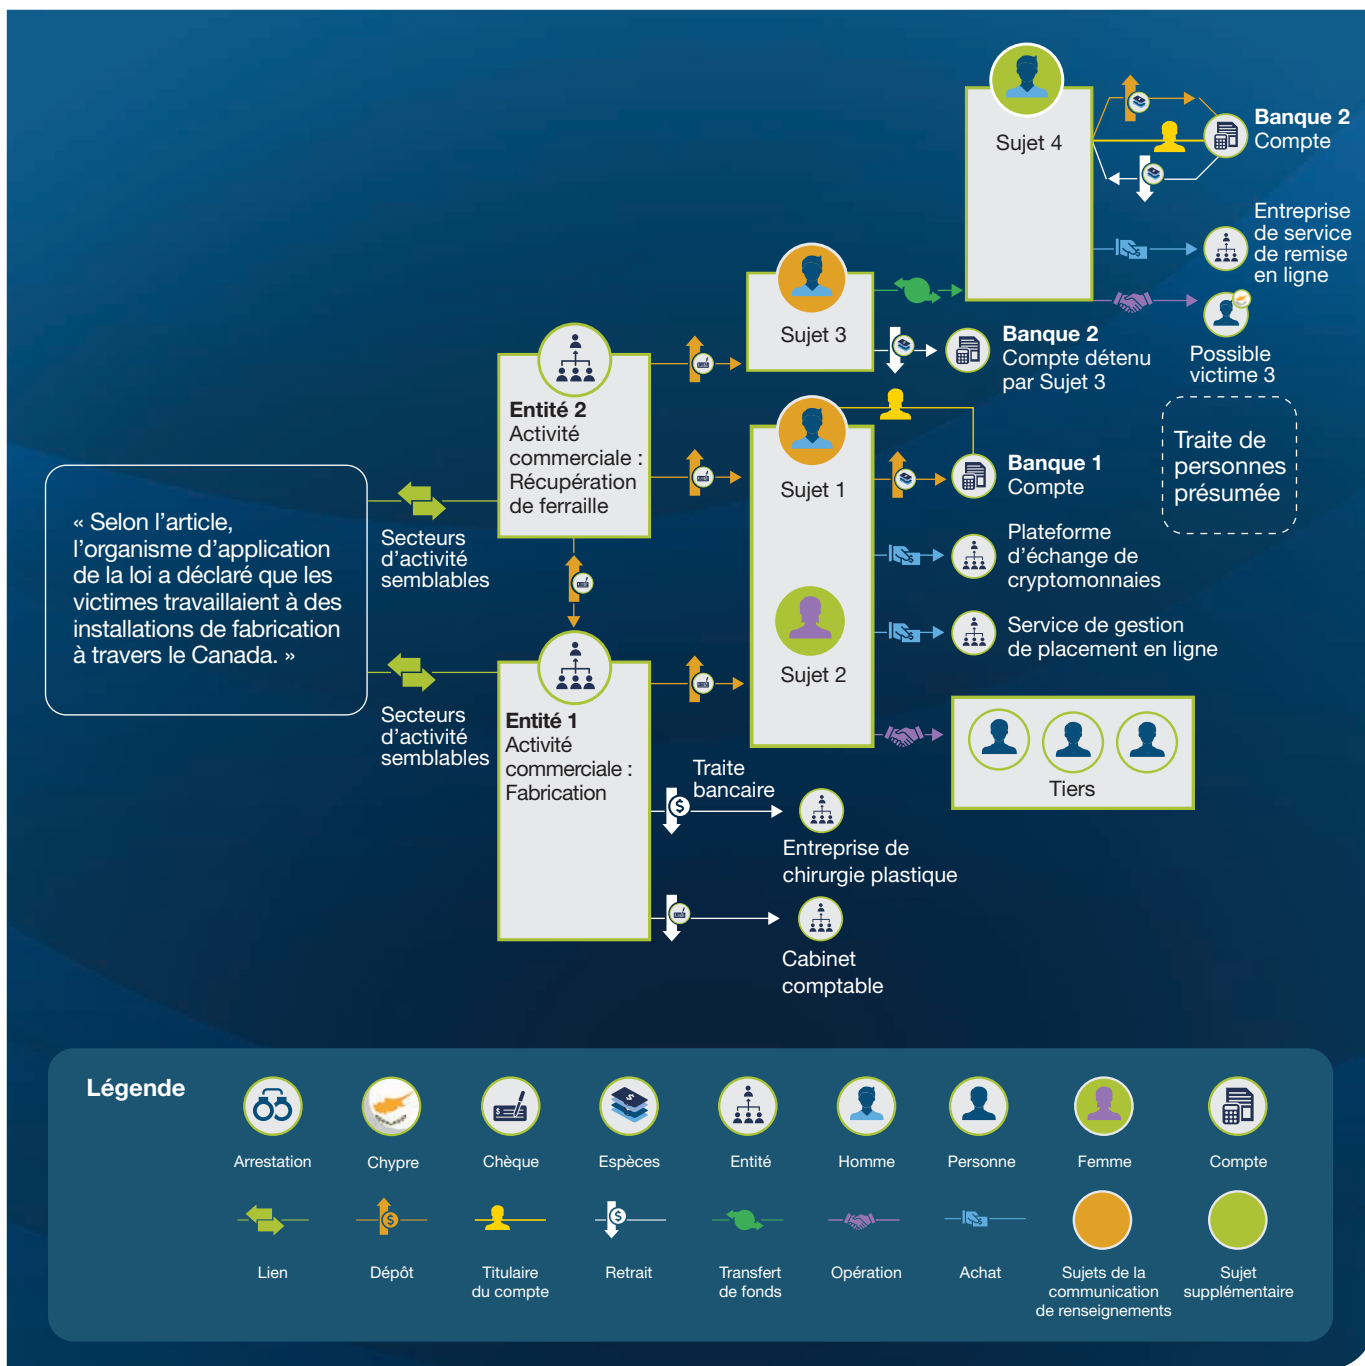 Sujet 4
Banque 2
Compte
Entreprise
de service
de remise
en ligne
Possible
victime 3
Traite de
personnes
présumée
Sujet 3
Banque 2
Compte détenu
par Sujet 3
Entité 2
Activité
commerciale :
Récupération
de ferraille
Sujet 1
Banque 1
Compte
Plateforme
d'échange de
cryptomonnaies
Service de gestion
de placement en ligne
Sujet 2
Tiers
« Selon l'article,
l'organisme d'application
de la loi a déclaré que les
victimes travaillaient à des
installations de fabrication
à travers le Canada. »
Secteurs
d'activité
semblables
Secteurs
d'activité
semblables
Entité 1
Activité
commerciale :
Fabrication
Traite
bancaire
$
Entreprise de
chirurgie plastique
Cabinet
comptable
Légende
Arrestation
Chypre
Chèque
Espèces
Entité
Homme
Personne
Femme
Compte
Lien
Dépôt
Titulaire
du compte
Retrait
Transfert
de fonds
Opération
Achat
Sujets de la
communication
de renseignements
Sujet
supplémentaire